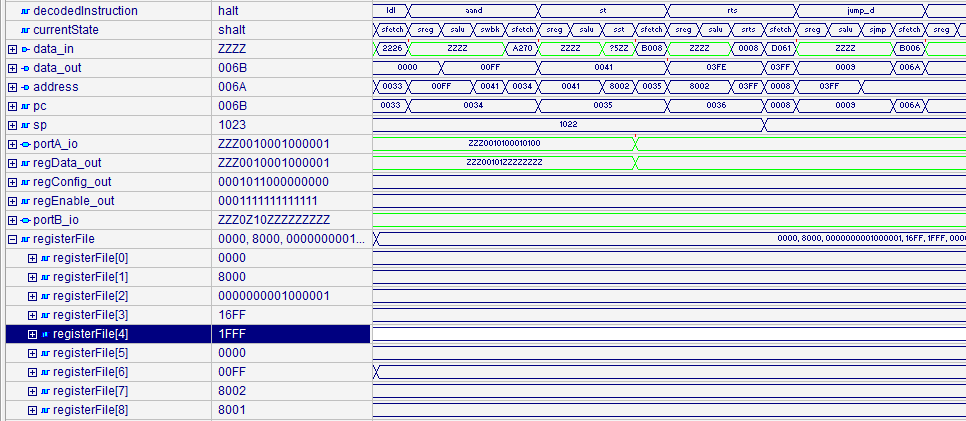 decodedInstruction halt ldl aand st rts jump_d
currentState shalt sfetch sreg salu swbk sfetch sreg salu sst sfetch sreg salu srts sfetch sreg salu sjmp sfetch sreg
data_in ZZZZ 2226 ZZZZ A270 ZZZZ ?5ZZ B008 ZZZZ 0008 D061 ZZZZ B006
data_out 006B 0000 00FF 0041 03FE 03FF 0009 006A
address 006A 0033 00FF 0041 0034 0041 8002 0035 8002 03FF 0008 03FF
pc 006B 0033 0034 0035 0036 0008 0009 006A
sp 1023 1022
portA_io ZZZ0010001000001 ZZZ0010100010100
regData_out ZZZ0010001000001 ZZZ00101ZZZZZZZZ
regConfig_out 0001011000000000
regEnable_out 0001111111111111
portB_io ZZZ0Z10ZZZZZZZZZ
registerFile 0000, 8000, 0000000001... 0000, 8000, 0000000001000001, 16FF, 1FFF, 000
registerFile[0] 0000
registerFile[1] 8000
registerFile[2] 0000000001000001
registerFile[3] 16FF
registerFile[4] 1FFF
registerFile[5] 0000
registerFile[6] 00FF
registerFile[7] 8002
registerFile[8] 8001